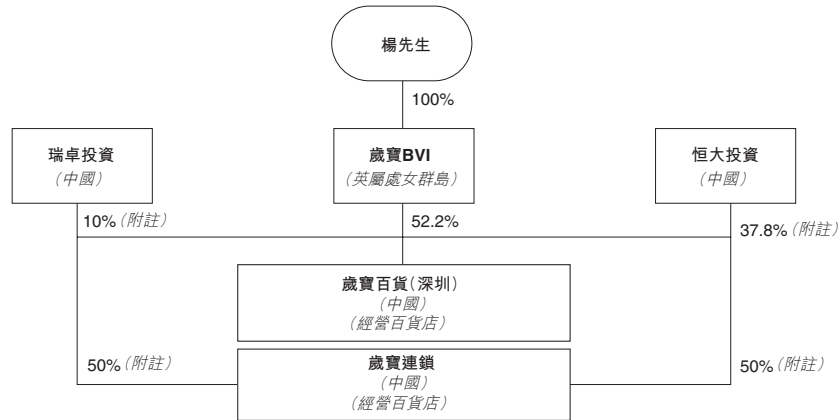 楊先生
100%
瑞卓投資
(中國)
歲寶BVI
(英屬處女群島)
恒大投資
(中國)
10%(附註)
52.2%
37.8%(附註)
歲寶百貨(深圳)
(中國)
(經營百貨店)
50%(附註)
歲寶連鎖
(中國)
(經營百貨店)
50%(附註)